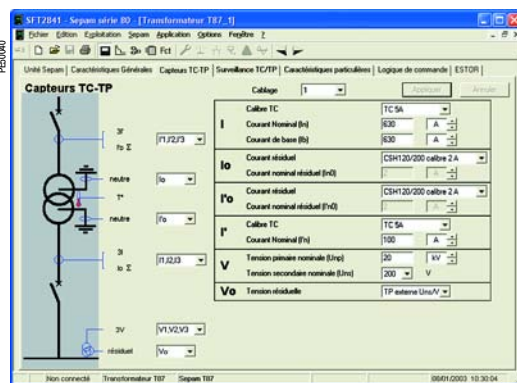 SFT2841 - Sepam série 80 - [Transformateur T87_1]
Fichier Edition Exploitation Sepam Application Options Fenêtre ?
Fct
Unité Sepam Caractéristiques Générales Capteurs TC-TP Surveillance TC/TP Caractéristiques particulières Logique de commande ESTOR
Capteurs TC-TP
Cablage 1 Appliquer Annuler
3I
I'o Σ
I'1,I'2,I'3
neutre
Io
T°
neutre
I'o
3I
Io Σ
I1,I2,I3
3V
V1,V2,V3
résiduel
Vo
I
Calibre TC TC 5A
Courant Nominal (In) 630 A
Courant de base (Ib) 630 A
Io
Courant résiduel CSH120/200 calibre 2 A
Courant nominal résiduel (In0) 2 A
I'o
Courant résiduel CSH120/200 calibre 2 A
Courant nominal résiduel (I'n0) 2 A
I'
Calibre TC TC 5A
Courant Nominal (I'n) 100 A
V
Tension primaire nominale (Unp) 20 kV
Tension secondaire nominale (Uns) 200 V
Vo
Tension résiduelle TP externe Uns/V
Non connecté Transformateur T87 Sepam T87 08/01/2003 10:30:04
PE50040